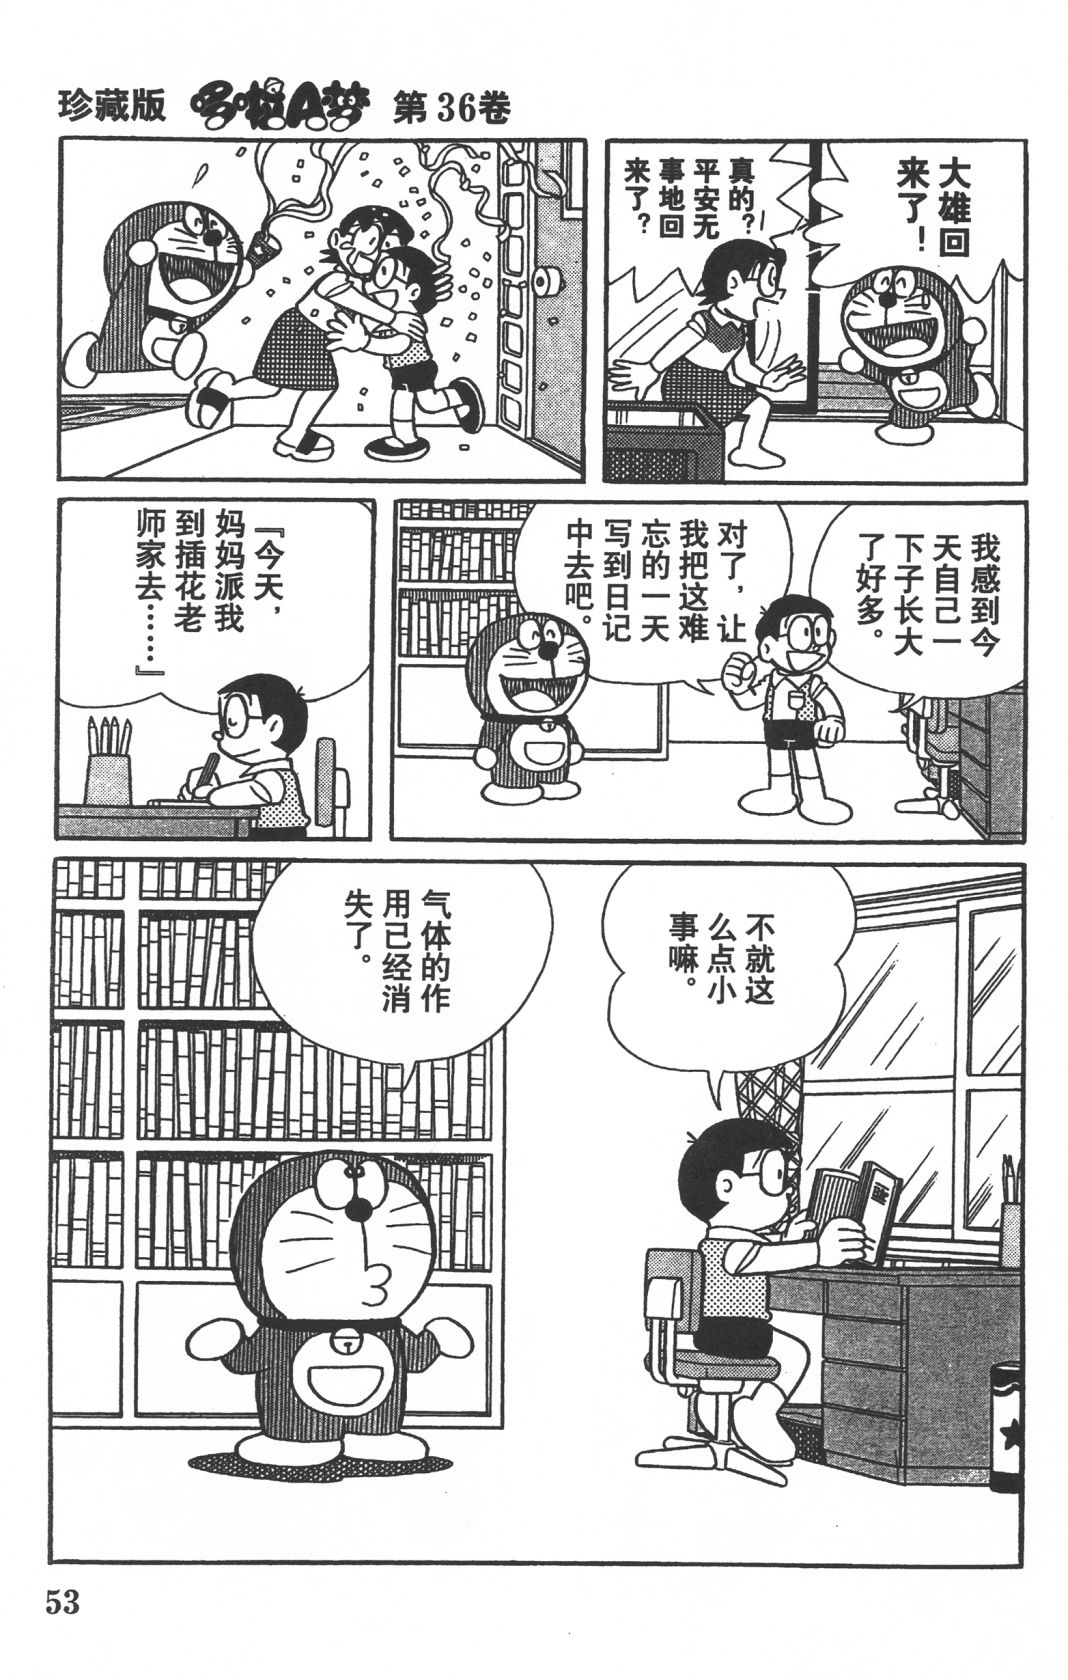 珍藏版 哆啦A梦 第36卷
大雄回
来了！
真的？
平安无
事地回
来了？
我感到今
天自己一
下子长大
了好多。
对了，让
我把这难
忘的一天
写到日记
中去吧。
『今天，
妈妈派我
到插花老
师家去……』
不就这
么点小
事嘛。
气体的作
用已经消
失了。
53